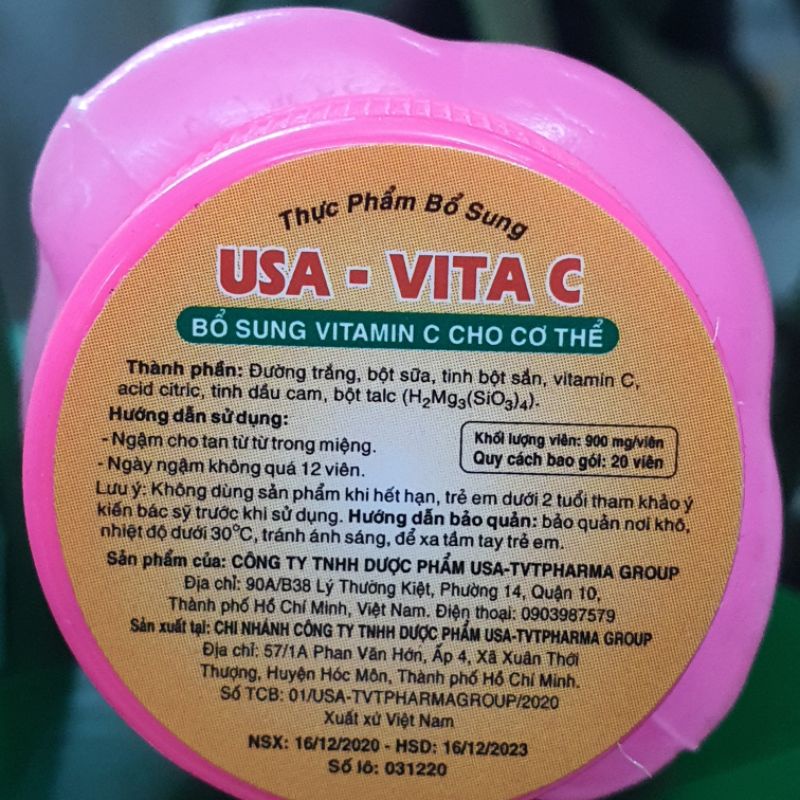 Thực Phẩm Bổ Sung
USA - VITA C
BỔ SUNG VITAMIN C CHO CƠ THỂ
Thành phần: Đường trắng, bột sữa, tinh bột sắn, vitamin C,
acid citric, tinh dầu cam, bột talc (H₂Mg₃(SiO₃)₄).
Hướng dẫn sử dụng:
- Ngậm cho tan từ từ trong miệng.
- Ngày ngậm không quá 12 viên.
Khối lượng viên: 900 mg/viên
Quy cách bao gói: 20 viên
Lưu ý: Không dùng sản phẩm khi hết hạn, trẻ em dưới 2 tuổi tham khảo ý
kiến bác sỹ trước khi sử dụng. Hướng dẫn bảo quản: bảo quản nơi khô,
nhiệt độ dưới 30°C, tránh ánh sáng, để xa tầm tay trẻ em.
Sản phẩm của: CÔNG TY TNHH DƯỢC PHẨM USA-TVTPHARMA GROUP
Địa chỉ: 90A/B38 Lý Thường Kiệt, Phường 14, Quận 10,
Thành phố Hồ Chí Minh, Việt Nam. Điện thoại: 0903987579
Sản xuất tại: CHI NHÁNH CÔNG TY TNHH DƯỢC PHẨM USA-TVTPHARMA GROUP
Địa chỉ: 57/1A Phan Văn Hớn, Ấp 4, Xã Xuân Thới
Thượng, Huyện Hóc Môn, Thành phố Hồ Chí Minh.
Số TCB: 01/USA-TVTPHARMAGROUP/2020
Xuất xứ Việt Nam
NSX: 16/12/2020 - HSD: 16/12/2023
Số lô: 031220